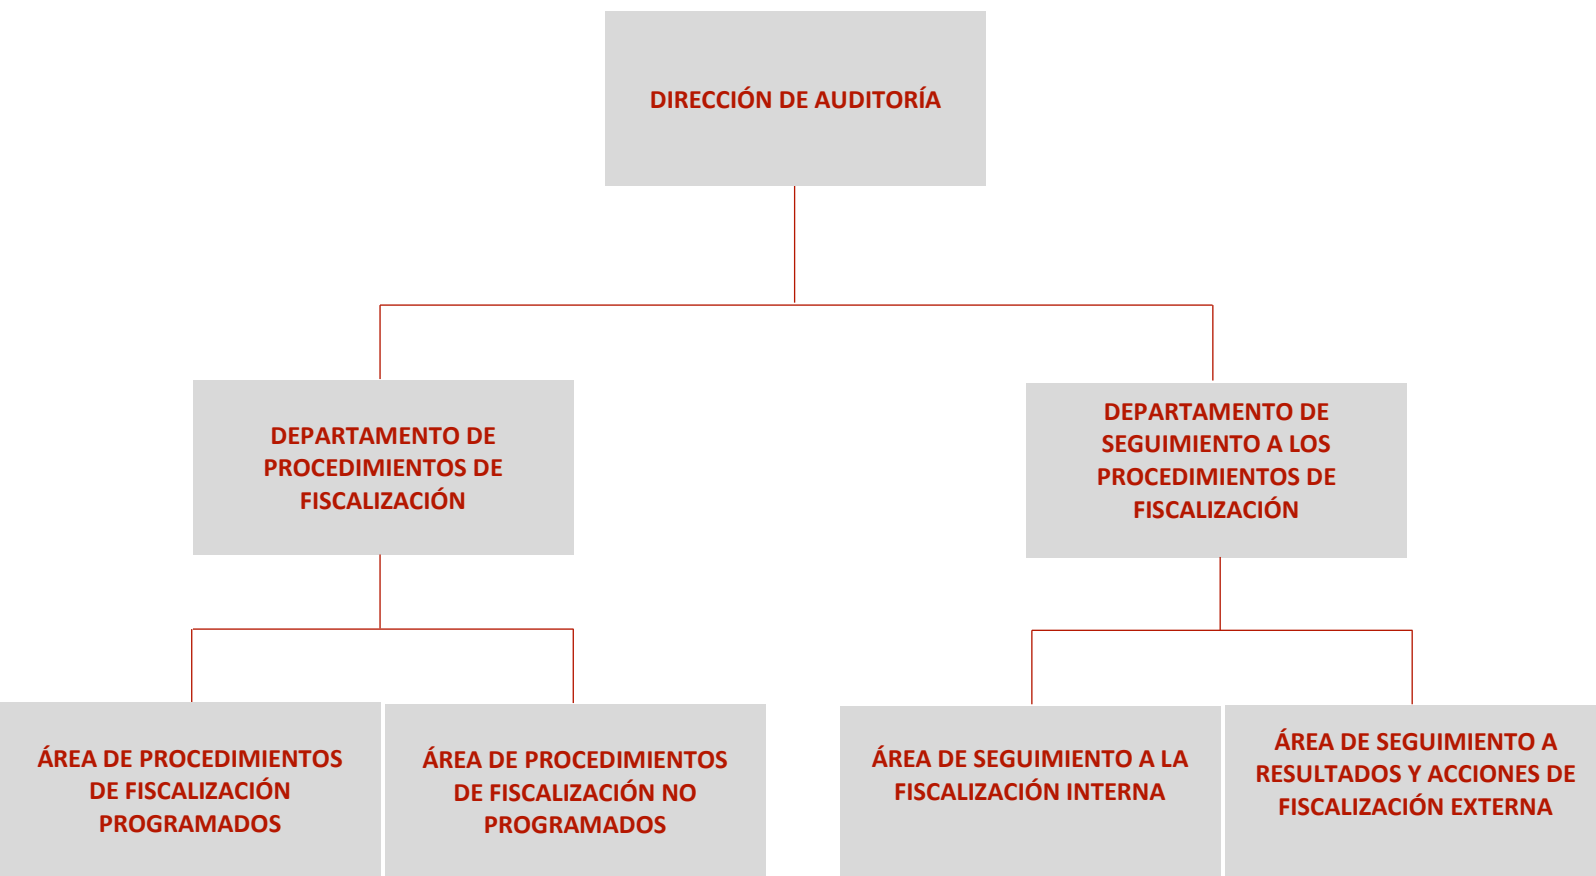 DIRECCIÓN DE AUDITORÍA
DEPARTAMENTO DE
PROCEDIMIENTOS DE
FISCALIZACIÓN
DEPARTAMENTO DE
SEGUIMIENTO A LOS
PROCEDIMIENTOS DE
FISCALIZACIÓN
ÁREA DE PROCEDIMIENTOS
DE FISCALIZACIÓN
PROGRAMADOS
ÁREA DE PROCEDIMIENTOS
DE FISCALIZACIÓN NO
PROGRAMADOS
ÁREA DE SEGUIMIENTO A LA
FISCALIZACIÓN INTERNA
ÁREA DE SEGUIMIENTO A
RESULTADOS Y ACCIONES DE
FISCALIZACIÓN EXTERNA